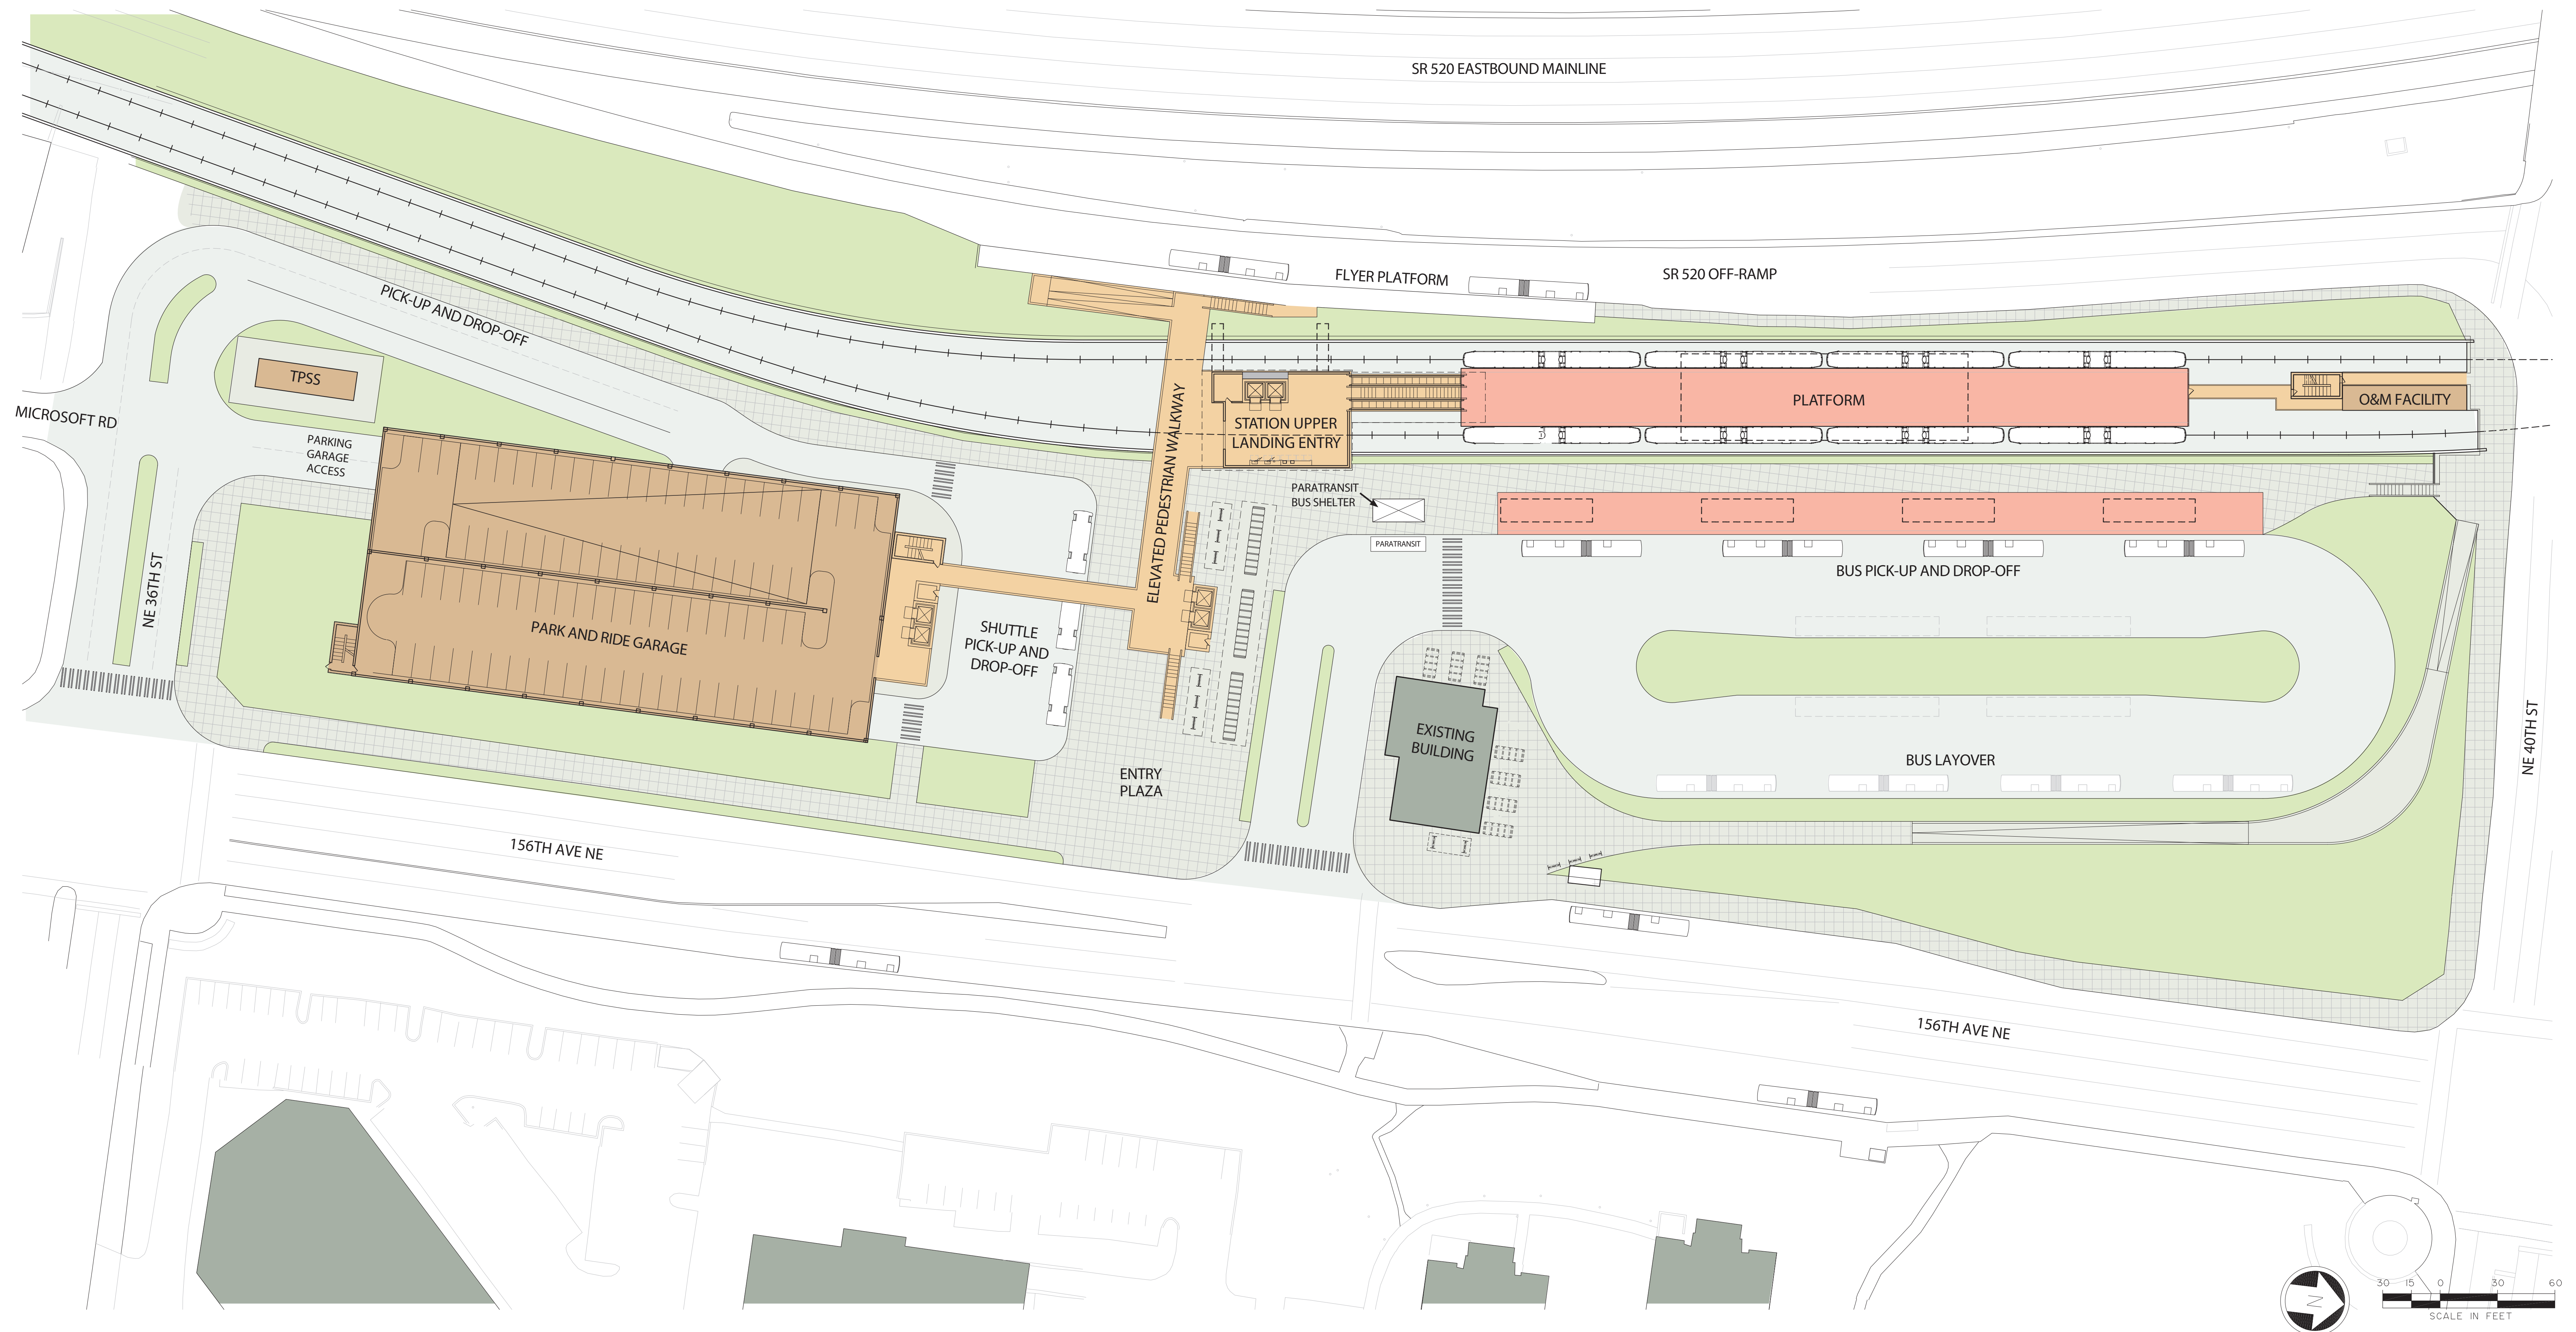 SR 520 EASTBOUND MAINLINE
FLYER PLATFORM
SR 520 OFF-RAMP
PICK-UP AND DROP-OFF
TPSS
MICROSOFT RD
PARKING
GARAGE
ACCESS
NE 36TH ST
PARK AND RIDE GARAGE
SHUTTLE
PICK-UP AND
DROP-OFF
ELEVATED PEDESTRIAN WALKWAY
STATION UPPER
LANDING ENTRY
PLATFORM
O&M FACILITY
PARATRANSIT
BUS SHELTER
PARATRANSIT
BUS PICK-UP AND DROP-OFF
EXISTING
BUILDING
BUS LAYOVER
NE 40TH ST
ENTRY
PLAZA
156TH AVE NE
156TH AVE NE
N
30 15 0 30 60
SCALE IN FEET